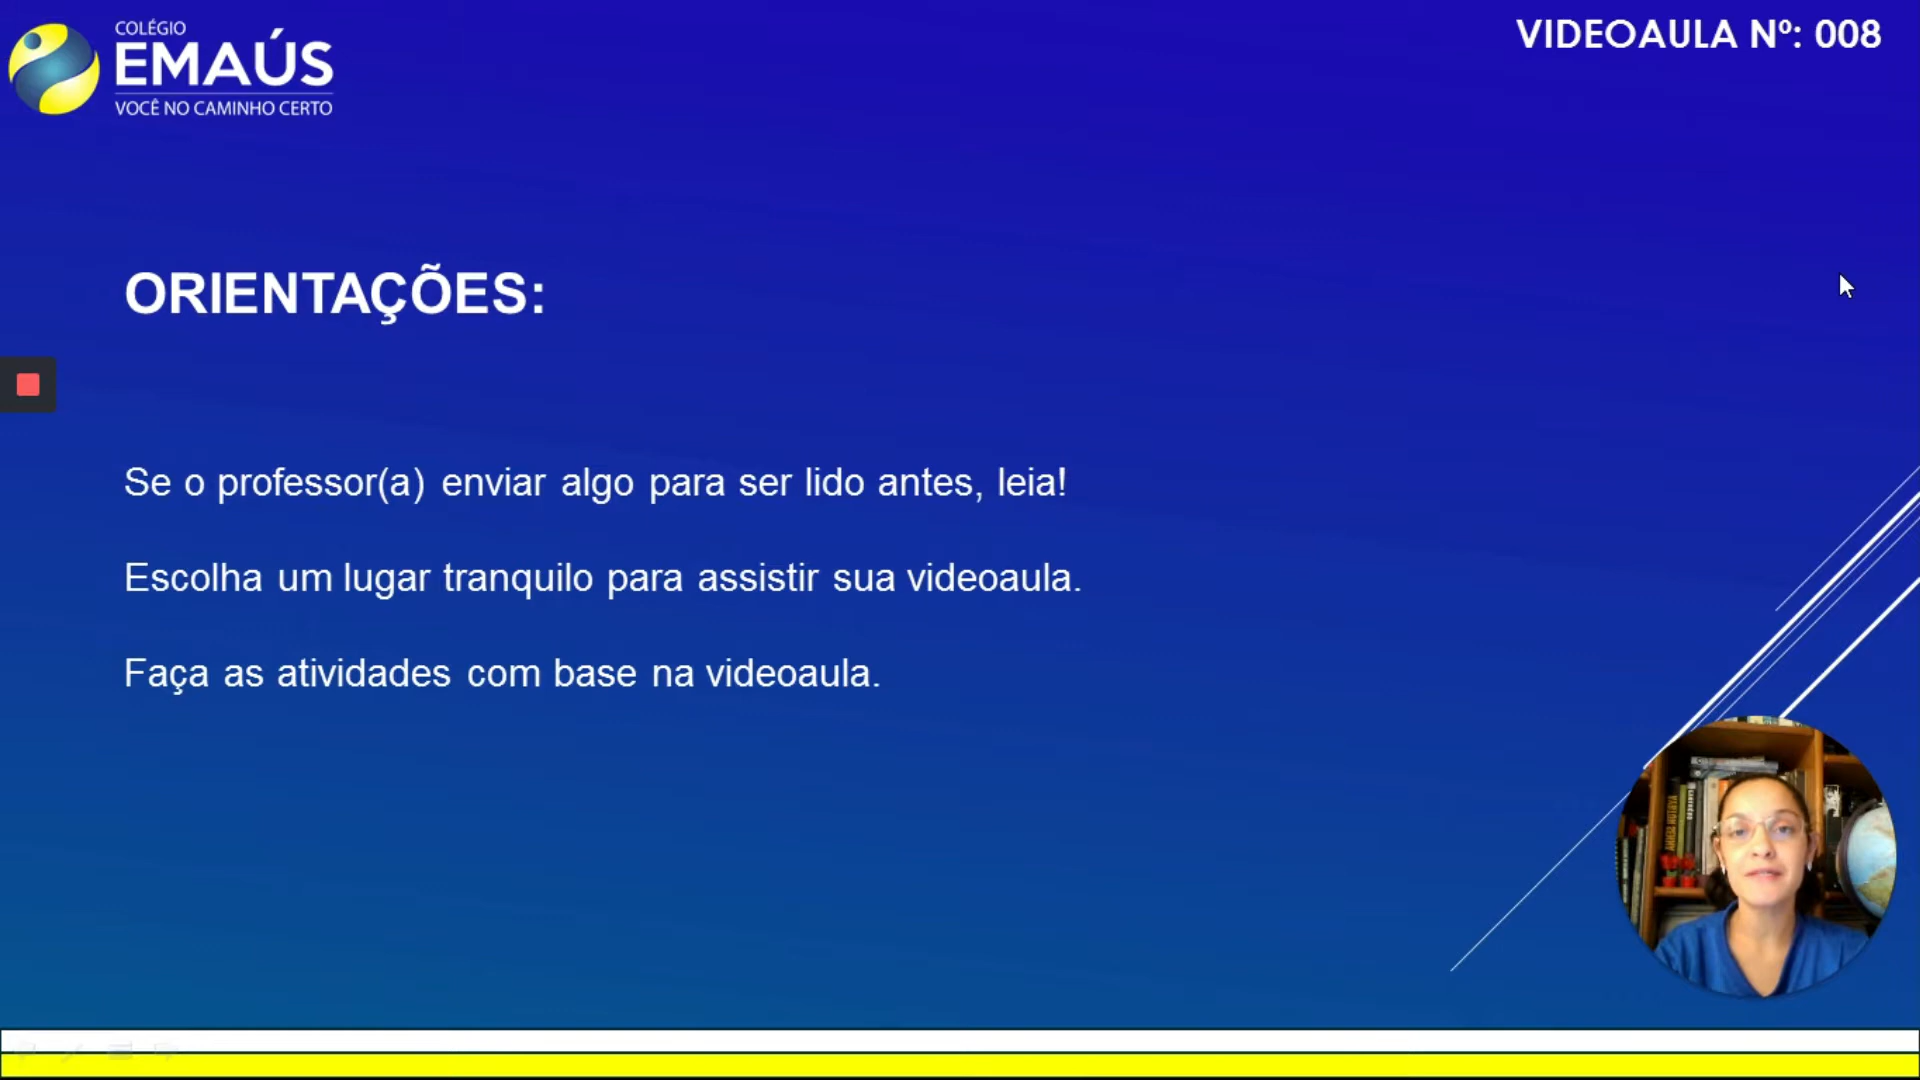 COLÉGIO
EMAÚS
VOCÊ NO CAMINHO CERTO
VIDEOAULA Nº: 008
ORIENTAÇÕES:
Se o professor(a) enviar algo para ser lido antes, leia!
Escolha um lugar tranquilo para assistir sua videoaula.
Faça as atividades com base na videoaula.